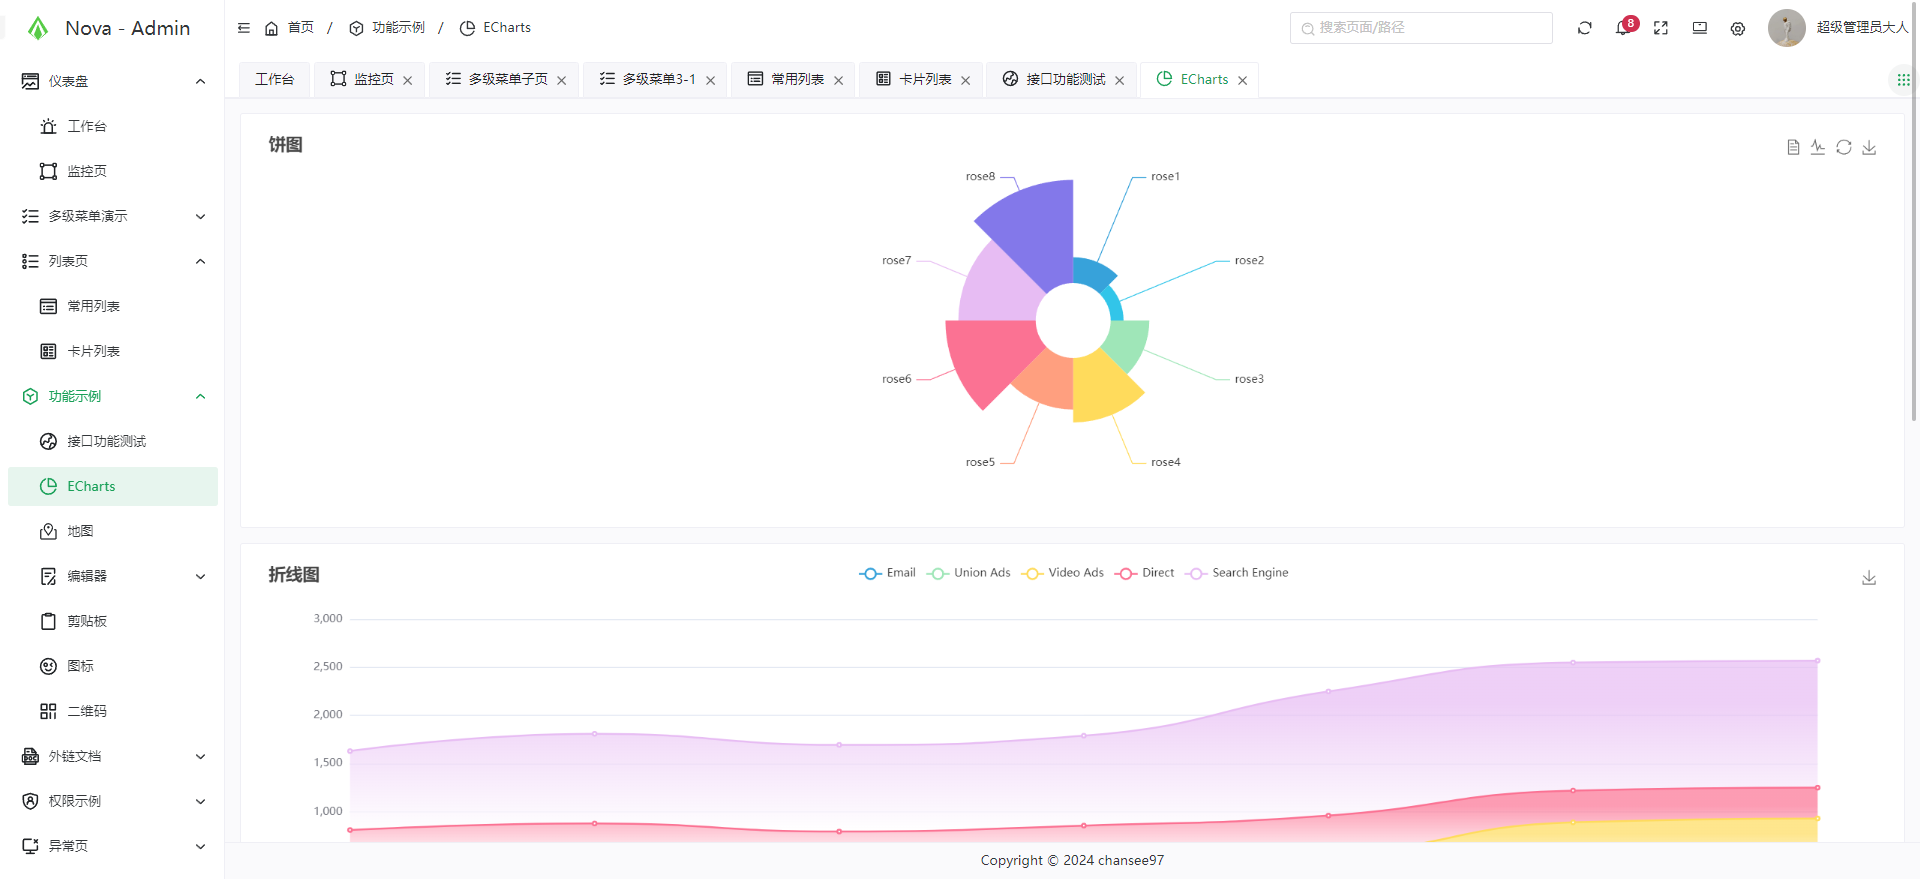 Nova - Admin
首页 / 功能示例 / ECharts
搜索页面/路径
8
超级管理员大人
仪表盘
工作台
监控页
多级菜单演示
列表页
常用列表
卡片列表
功能示例
接口功能测试
ECharts
地图
编辑器
剪贴板
图标
二维码
外链文档
权限示例
异常页
工作台
监控页
多级菜单子页
多级菜单3-1
常用列表
卡片列表
接口功能测试
ECharts
饼图
rose8
rose1
rose7
rose2
rose6
rose3
rose5
rose4
折线图
Email
Union Ads
Video Ads
Direct
Search Engine
3,000
2,500
2,000
1,500
1,000
Copyright © 2024 chansee97